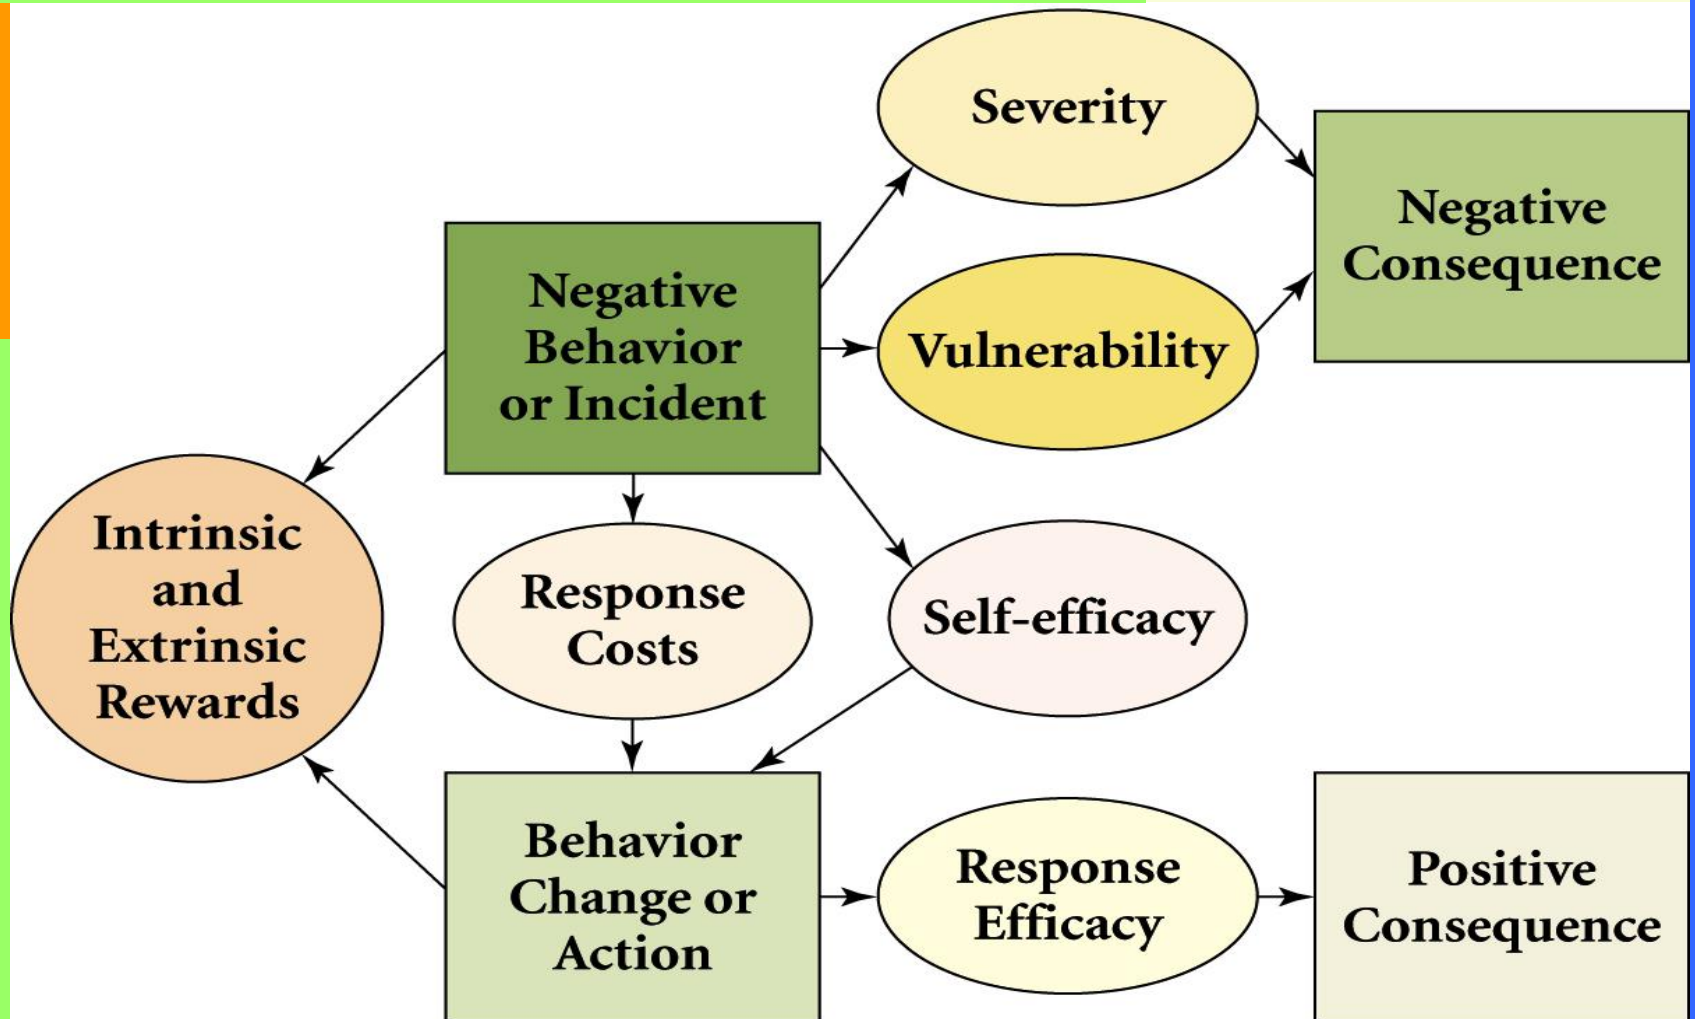 Severity
Negative
Consequence
Negative
Behavior
or Incident
Vulnerability
Intrinsic
and
Extrinsic
Rewards
Response
Costs
Self-efficacy
Behavior
Change or
Action
Response
Efficacy
Positive
Consequence